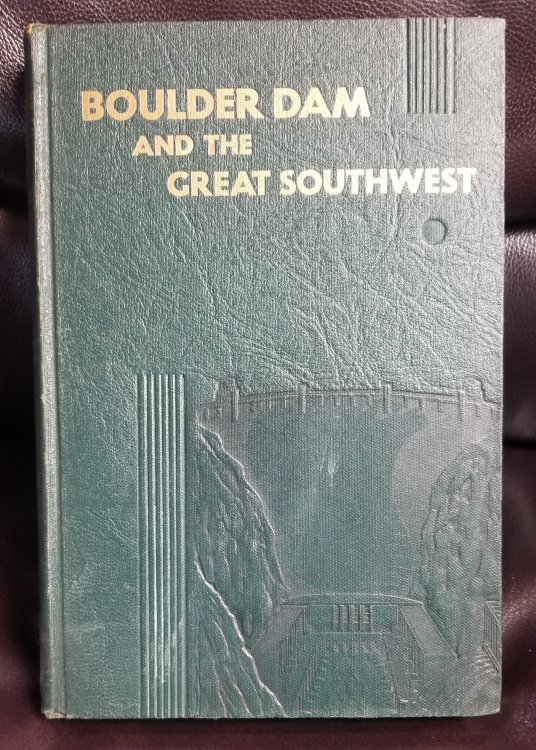 BOULDER DAM
AND THE
GREAT SOUTHWEST